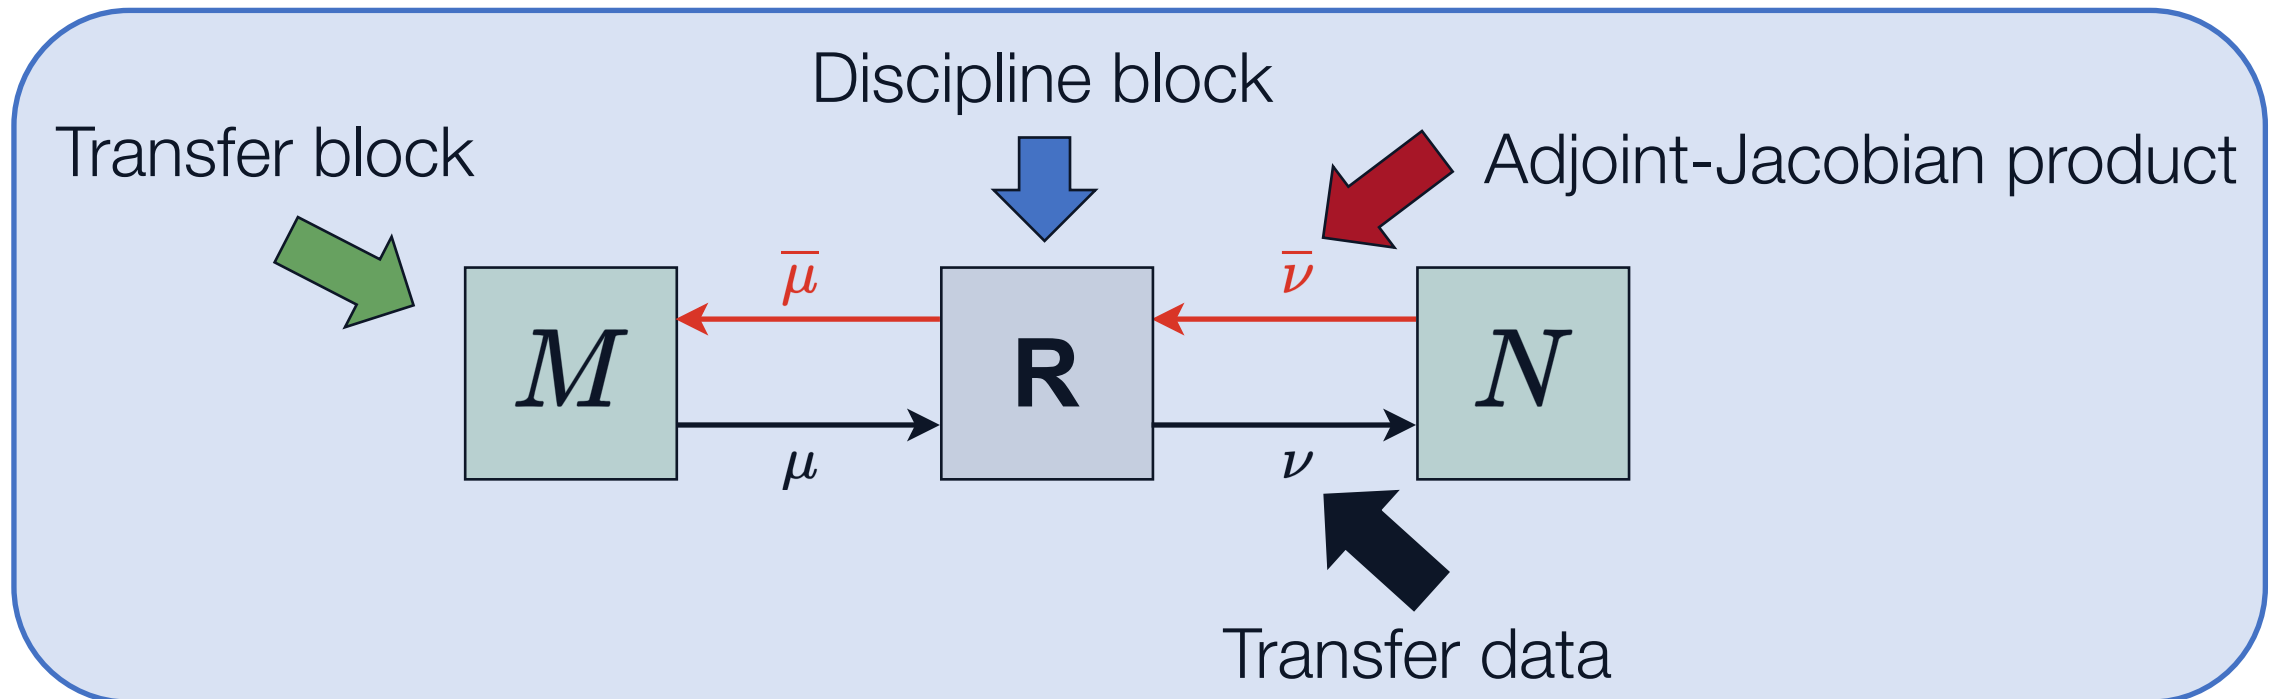 Discipline block
Transfer block
Adjoint-Jacobian product
μ̅
ν̅
M
R
N
μ
ν
Transfer data